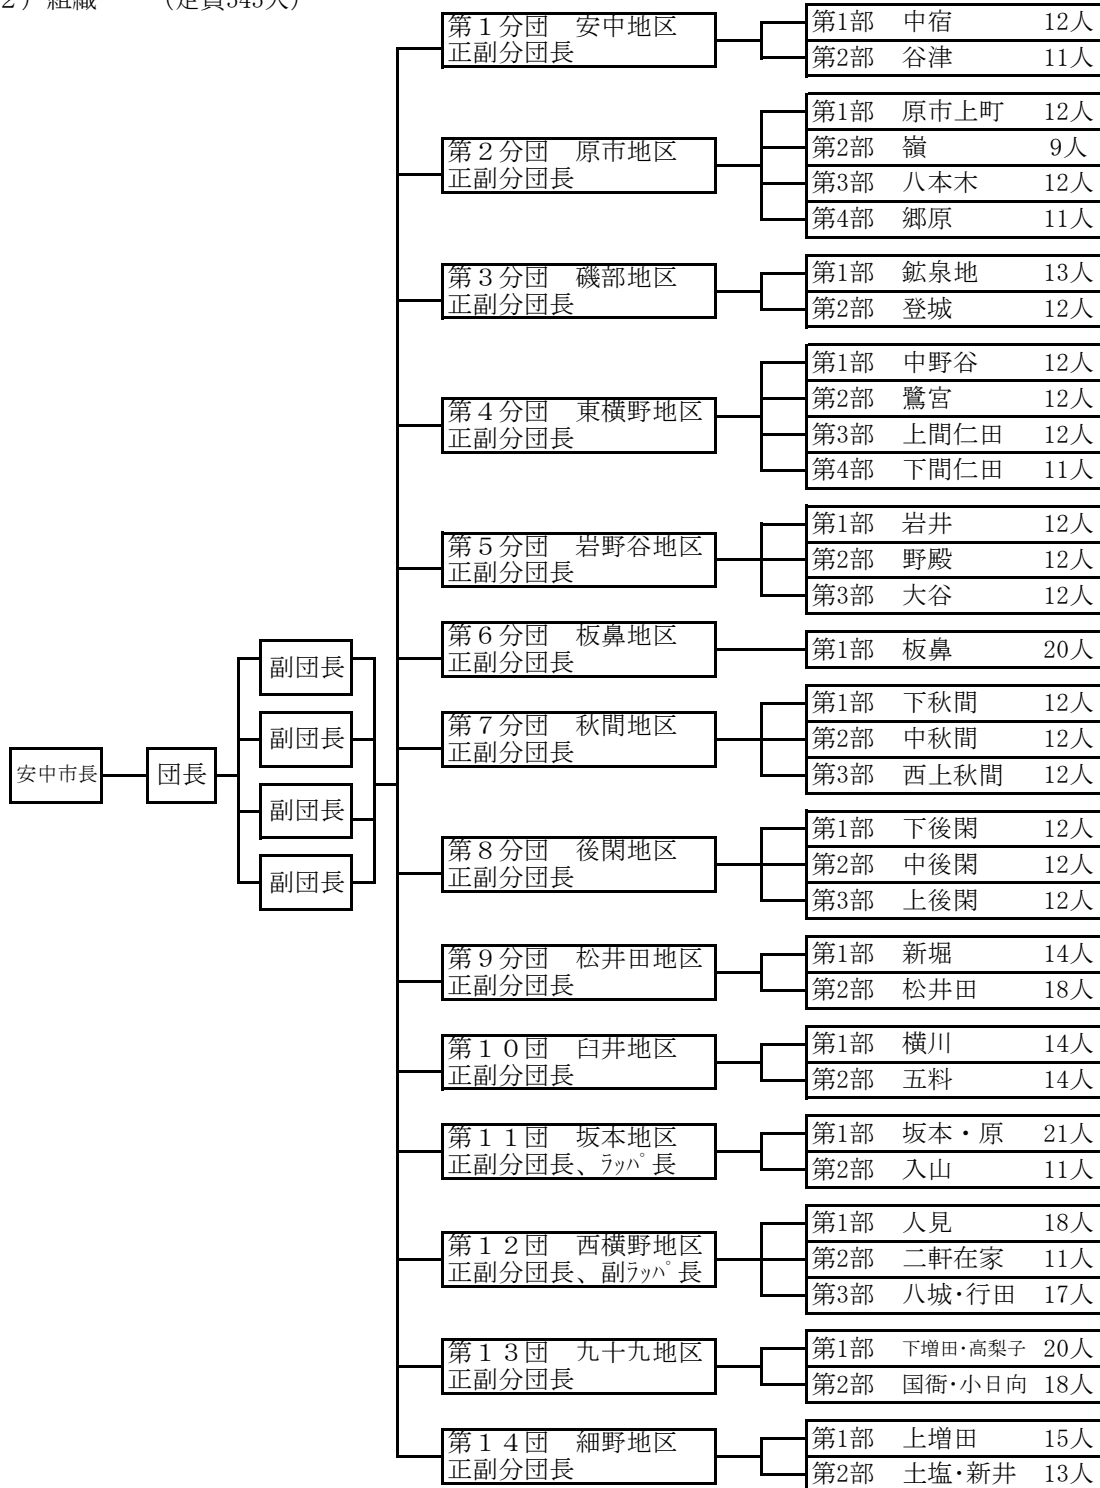 2）組織　　（定員543人）
第１分団　安中地区
正副分団長
第1部　中宿　12人
第2部　谷津　11人
第２分団　原市地区
正副分団長
第1部　原市上町　12人
第2部　嶺　9人
第3部　八本木　12人
第4部　郷原　11人
第３分団　磯部地区
正副分団長
第1部　鉱泉地　13人
第2部　登城　12人
第４分団　東横野地区
正副分団長
第1部　中野谷　12人
第2部　鷺宮　12人
第3部　上間仁田　12人
第4部　下間仁田　11人
第５分団　岩野谷地区
正副分団長
第1部　岩井　12人
第2部　野殿　12人
第3部　大谷　12人
第６分団　板鼻地区
正副分団長
第1部　板鼻　20人
第７分団　秋間地区
正副分団長
第1部　下秋間　12人
第2部　中秋間　12人
第3部　西上秋間　12人
安中市長
団長
副団長
副団長
副団長
副団長
第８分団　後閑地区
正副分団長
第1部　下後閑　12人
第2部　中後閑　12人
第3部　上後閑　12人
第９分団　松井田地区
正副分団長
第1部　新堀　14人
第2部　松井田　18人
第１０団　臼井地区
正副分団長
第1部　横川　14人
第2部　五料　14人
第１１団　坂本地区
正副分団長、ﾗｯﾊﾟ長
第1部　坂本・原　21人
第2部　入山　11人
第１２団　西横野地区
正副分団長、副ﾗｯﾊﾟ長
第1部　人見　18人
第2部　二軒在家　11人
第3部　八城･行田　17人
第１３団　九十九地区
正副分団長
第1部　下増田･高梨子　20人
第2部　国衙･小日向　18人
第１４団　細野地区
正副分団長
第1部　上増田　15人
第2部　土塩･新井　13人